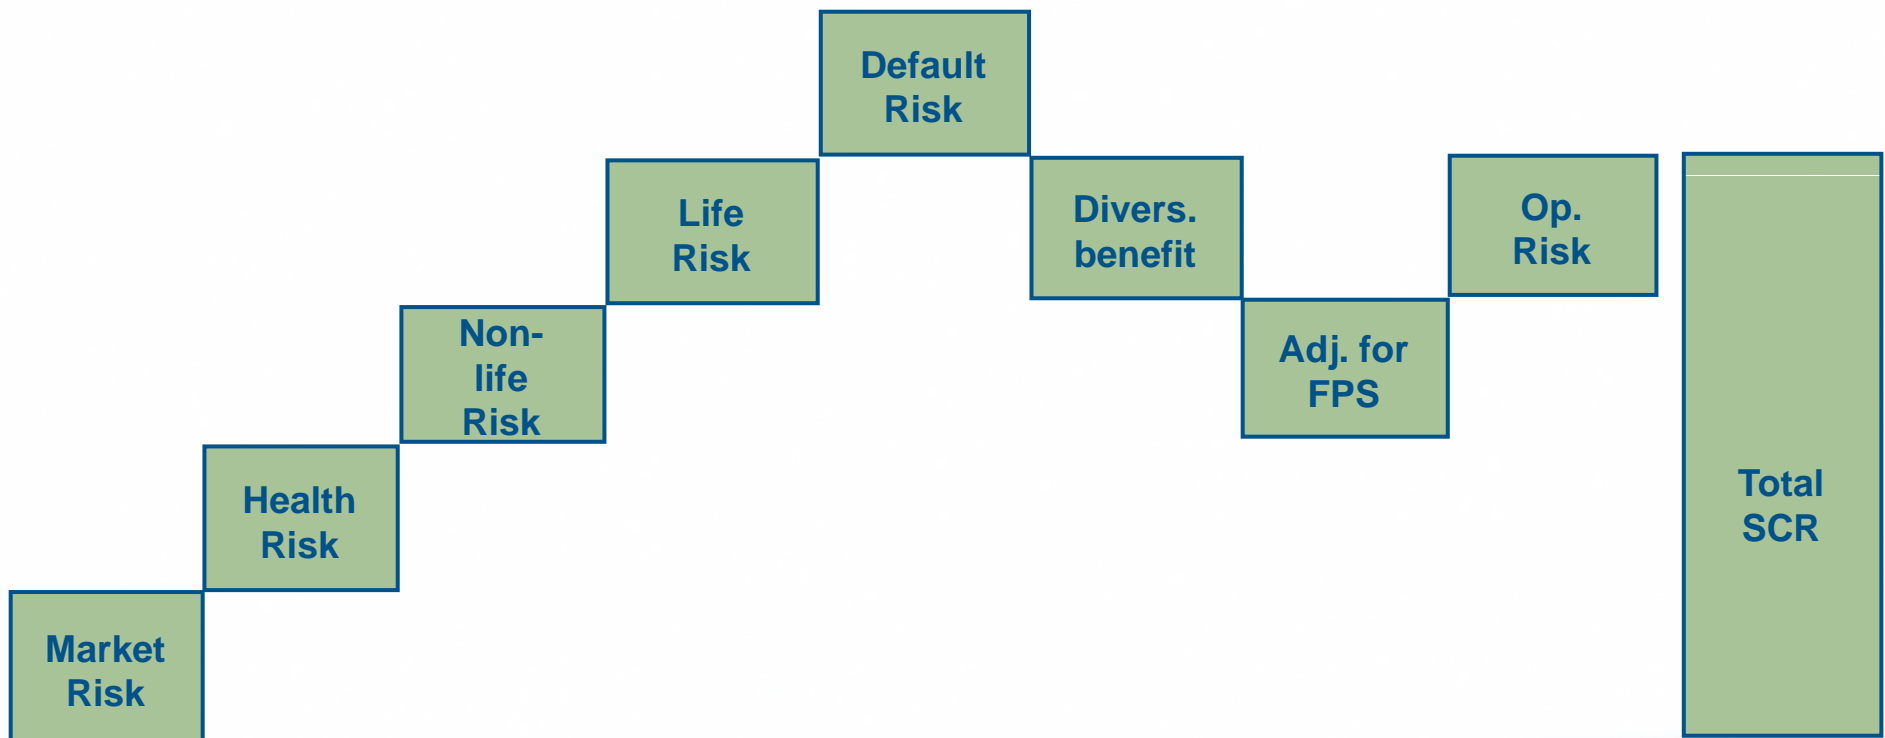 Market
Risk
Health
Risk
Non-
life
Risk
Life
Risk
Default
Risk
Divers.
benefit
Adj. for
FPS
Op.
Risk
Total
SCR